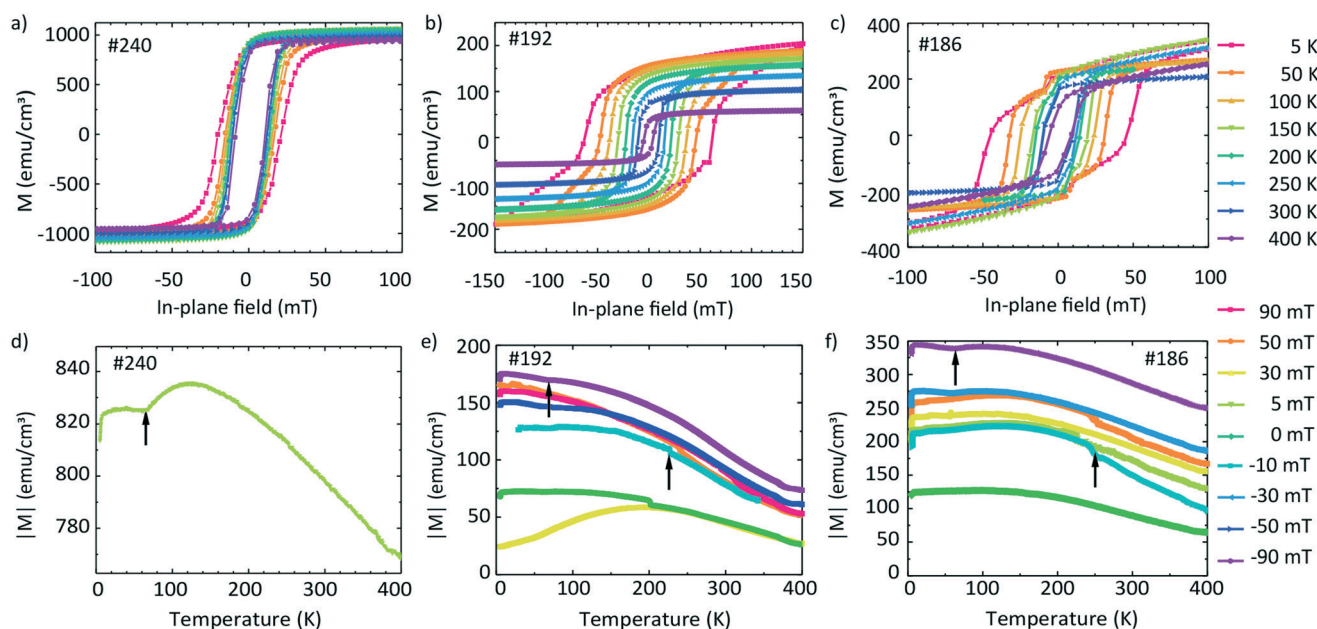 a)
#240
M (emu/cm³)
1000
500
0
-500
-1000
-100
-50
0
50
100
In-plane field (mT)
b)
#192
M (emu/cm³)
200
100
0
-100
-200
-150
-100
-50
0
50
100
150
In-plane field (mT)
c)
#186
M (emu/cm³)
400
200
0
-200
-400
-100
-50
0
50
100
In-plane field (mT)
5 K
50 K
100 K
150 K
200 K
250 K
300 K
400 K
d)
#240
|M| (emu/cm³)
840
820
800
780
0
100
200
300
400
Temperature (K)
e)
#192
|M| (emu/cm³)
200
150
100
50
0
0
100
200
300
400
Temperature (K)
f)
#186
|M| (emu/cm³)
350
300
250
200
150
100
50
0
0
100
200
300
400
Temperature (K)
90 mT
50 mT
30 mT
5 mT
0 mT
-10 mT
-30 mT
-50 mT
-90 mT